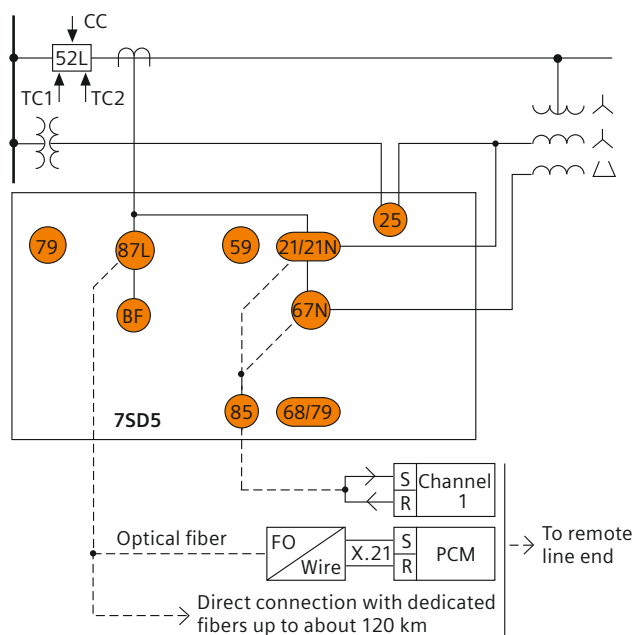 CC
52L
TC1
TC2
25
79
87L
59
21/21N
BF
67N
85
68/79
7SD5
S
R
Channel
1
Optical fiber
FO
Wire
X.21
S
R
PCM
To remote
line end
Direct connection with dedicated
fibers up to about 120 km